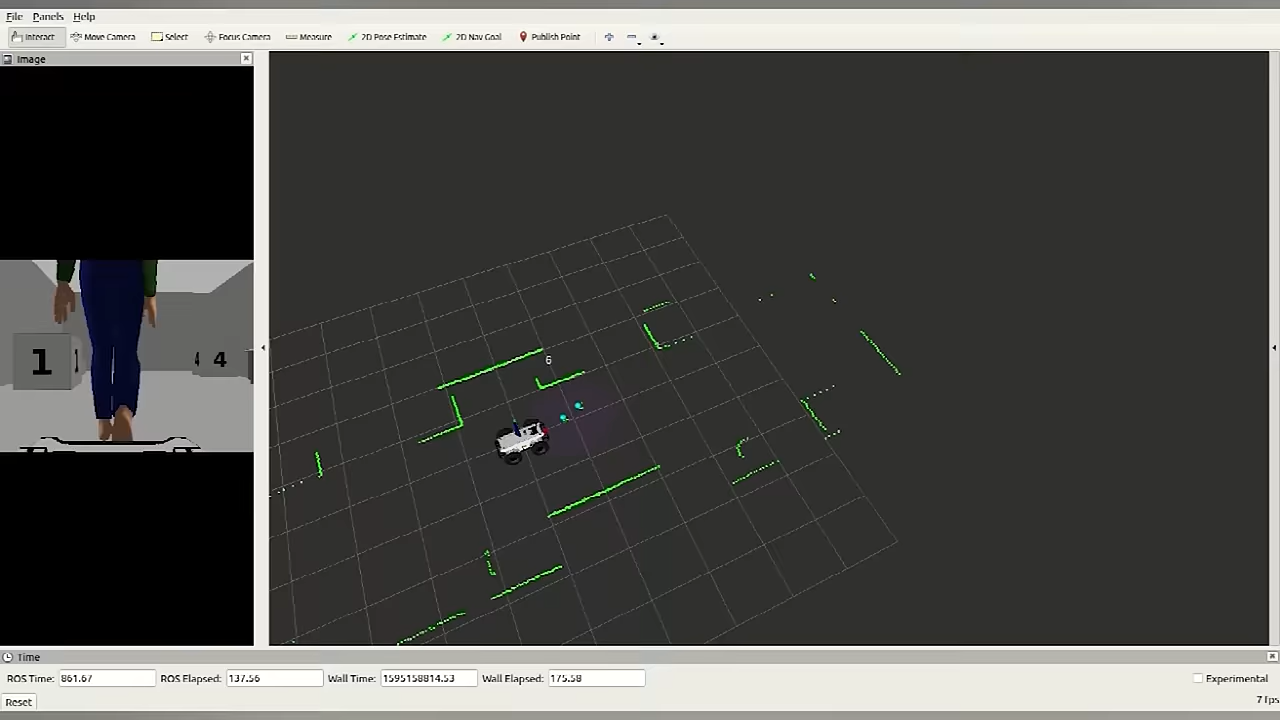 File Panels Help
Interact Move Camera Select Focus Camera Measure 2D Pose Estimate 2D Nav Goal Publish Point
Image
1 4 4
6
Time
ROS Time: 861.67 ROS Elapsed: 137.56 Wall Time: 1595158814.53 Wall Elapsed: 175.58 Experimental
Reset 7 fps